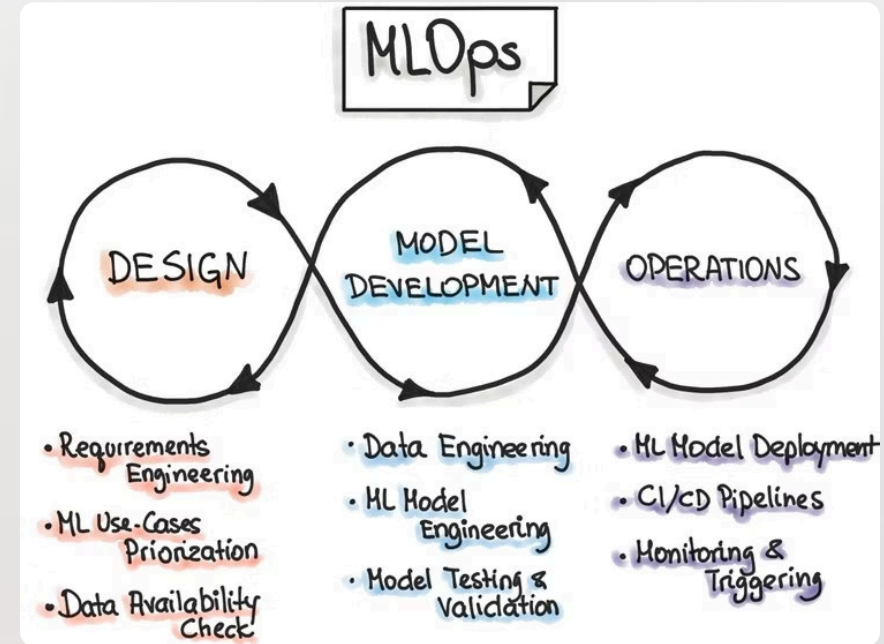 MLOps
DESIGN
MODEL
DEVELOPMENT
OPERATIONS
• Requirements
Engineering
• ML Use-Cases
Priorization
• Data Availability
Check
• Data Engineering
• ML Model
Engineering
• Model Testing &
Validation
• ML Model Deployment
• CI/CD Pipelines
• Monitoring &
Triggering